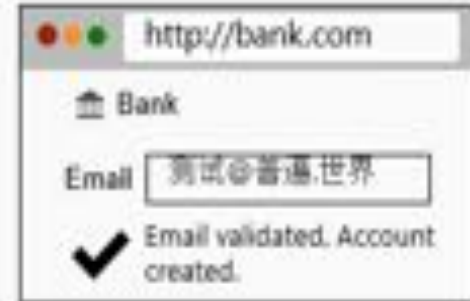 http://bank.com
Bank
Email 测试@普遍.世界
Email validated. Account
created.